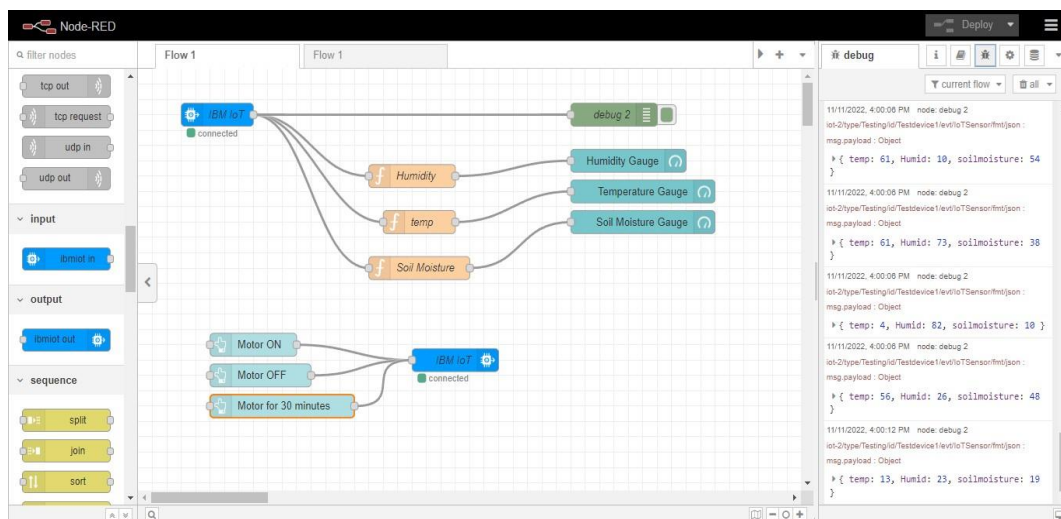 Node-RED
Deploy
filter nodes
tcp out
tcp request
udp in
udp out
input
ibmiot in
output
ibmiot out
sequence
split
join
sort
Flow 1
Flow 1
IBM IoT
connected
debug 2
Humidity
Humidity Gauge
temp
Temperature Gauge
Soil Moisture
Soil Moisture Gauge
Motor ON
Motor OFF
Motor for 30 minutes
IBM IoT
connected
debug
i
current flow
all
11/11/2022, 4:00:06 PM node: debug 2
iot-2/type/Testing/id/Testdevice1/evt/IoTSensor/fmt/json :
msg.payload : Object
{ temp: 61, Humid: 10, soilmoisture: 54
}
11/11/2022, 4:00:06 PM node: debug 2
iot-2/type/Testing/id/Testdevice1/evt/IoTSensor/fmt/json :
msg.payload : Object
{ temp: 61, Humid: 73, soilmoisture: 38
}
11/11/2022, 4:00:06 PM node: debug 2
iot-2/type/Testing/id/Testdevice1/evt/IoTSensor/fmt/json :
msg.payload : Object
{ temp: 4, Humid: 82, soilmoisture: 10 }
11/11/2022, 4:00:06 PM node: debug 2
iot-2/type/Testing/id/Testdevice1/evt/IoTSensor/fmt/json :
msg.payload : Object
{ temp: 56, Humid: 26, soilmoisture: 48
}
11/11/2022, 4:00:12 PM node: debug 2
iot-2/type/Testing/id/Testdevice1/evt/IoTSensor/fmt/json :
msg.payload : Object
{ temp: 13, Humid: 23, soilmoisture: 19
}